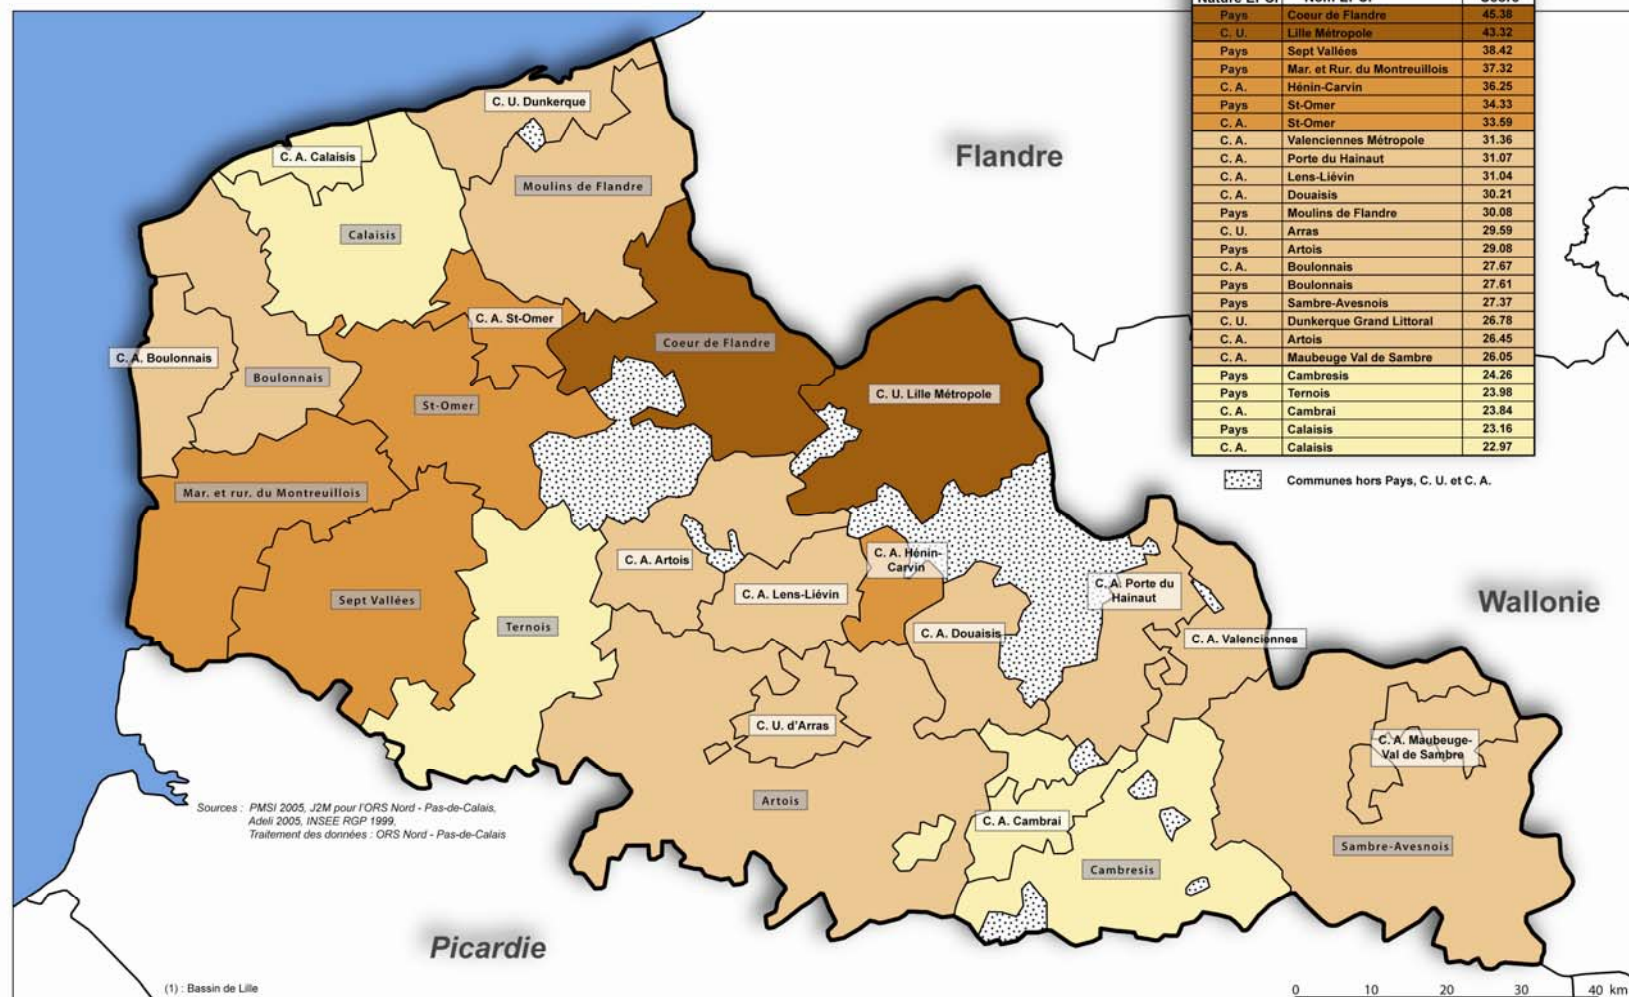 Nature EPCI Nom EPCI Score
Pays Coeur de Flandre 45.38
C. U. Lille Métropole 43.32
Pays Sept Vallées 38.42
Pays Mar. et Rur. du Montreuillois 37.32
C. A. Hénin-Carvin 36.25
Pays St-Omer 34.33
C. A. St-Omer 33.59
C. A. Valenciennes Métropole 31.36
C. A. Porte du Hainaut 31.07
C. A. Lens-Liévin 31.04
C. A. Douaisis 30.21
Pays Moulins de Flandre 30.08
C. U. Arras 29.59
Pays Artois 29.08
C. A. Boulonnais 27.67
Pays Boulonnais 27.61
Pays Sambre-Avesnois 27.37
C. U. Dunkerque Grand Littoral 26.78
C. A. Artois 26.45
C. A. Maubeuge Val de Sambre 26.05
Pays Cambresis 24.26
Pays Ternois 23.98
C. A. Cambrai 23.84
Pays Calaisis 23.16
C. A. Calaisis 22.97
Communes hors Pays, C. U. et C. A.
C. U. Dunkerque
Flandre
C. A. Calaisis
Moulins de Flandre
Calaisis
C. A. St-Omer
Coeur de Flandre
C. A. Boulonnais
Boulonnais
C. U. Lille Métropole
St-Omer
Mar. et rur. du Montreuillois
C. A. Artois
C. A. Hénin-
Carvin
C. A. Porte du
Hainaut
C. A. Lens-Liévin
Sept Vallées
Wallonie
Ternois
C. A. Douaisis
C. A. Valenciennes
C. U. d'Arras
C. A. Maubeuge-
Val de Sambre
Artois
C. A. Cambrai
Sambre-Avesnois
Cambresis
Sources : PMSI 2005, J2M pour l'ORS Nord - Pas-de-Calais,
Adeli 2005, INSEE RGP 1999,
Traitement des données : ORS Nord - Pas-de-Calais
Picardie
(1) : Bassin de Lille
0 10 20 30 40 km